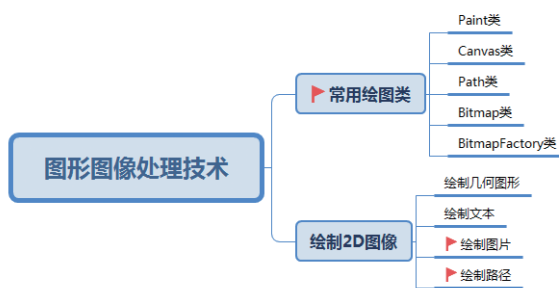 图形图像处理技术
常用绘图类
Paint类
Canvas类
Path类
Bitmap类
BitmapFactory类
绘制2D图像
绘制几何图形
绘制文本
绘制图片
绘制路径